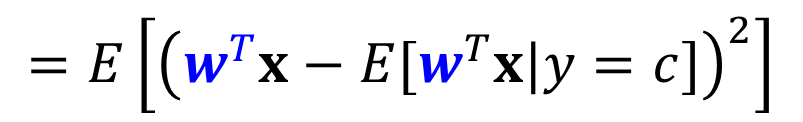 = E[(w^T x − E[w^T x|y = c])^2]